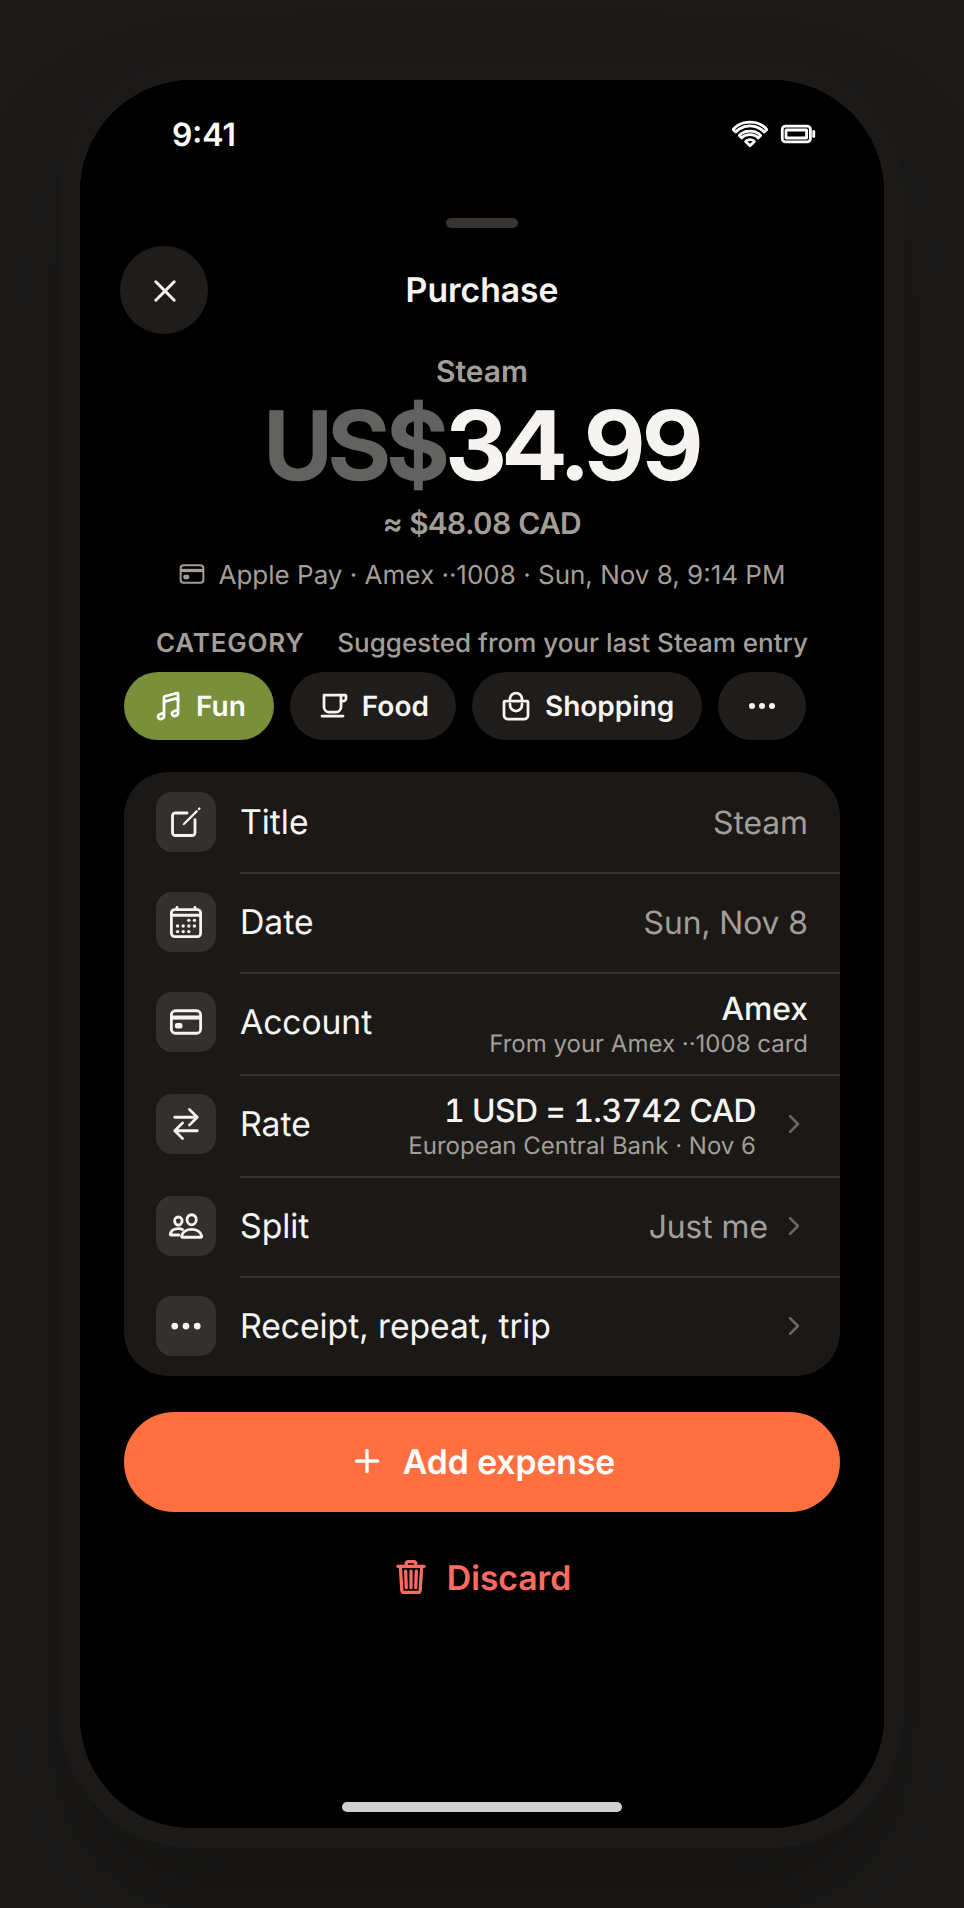 9:41
Purchase
Steam
US$34.99
≈ $48.08 CAD
Apple Pay · Amex ··1008 · Sun, Nov 8, 9:14 PM
CATEGORY Suggested from your last Steam entry
Fun Food Shopping
Title Steam
Date Sun, Nov 8
Account Amex
From your Amex ··1008 card
Rate 1 USD = 1.3742 CAD
European Central Bank · Nov 6
Split Just me
Receipt, repeat, trip
Add expense
Discard